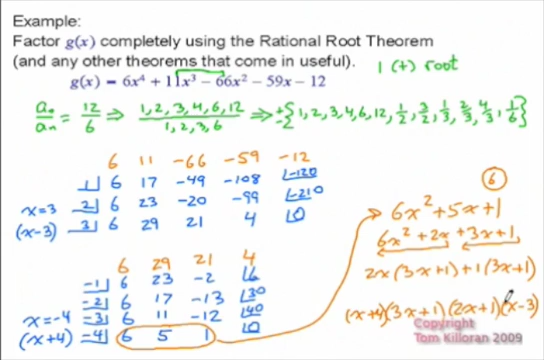 Example:
Factor g(x) completely using the Rational Root Theorem
(and any other theorems that come in useful). 1 (+) root
g(x) = 6x⁴ + 11x³ − 66x² − 59x − 12
a₀/aₙ = 12/6 ⇒ 1, 2, 3, 4, 6, 12 / 1, 2, 3, 6 ⇒ ± {1, 2, 3, 4, 6, 12, 1/2, 3/2, 1/3, 2/3, 4/3, 1/6}
6 11 -66 -59 -12
1 6 17 -49 -108 -120
x=3 2 6 23 -20 -99 -210
(x-3) 3 6 29 21 4 0
6 29 21 4
-1 6 23 -2 6
-2 6 17 -13 30
x=-4 -3 6 11 -12 40
(x+4) -4 6 5 1 0
6
6x² + 5x + 1
6x² + 2x + 3x + 1
2x(3x+1) + 1(3x+1)
(x+4)(3x+1)(2x+1)(x-3)
Copyright
Tom Killoran 2009